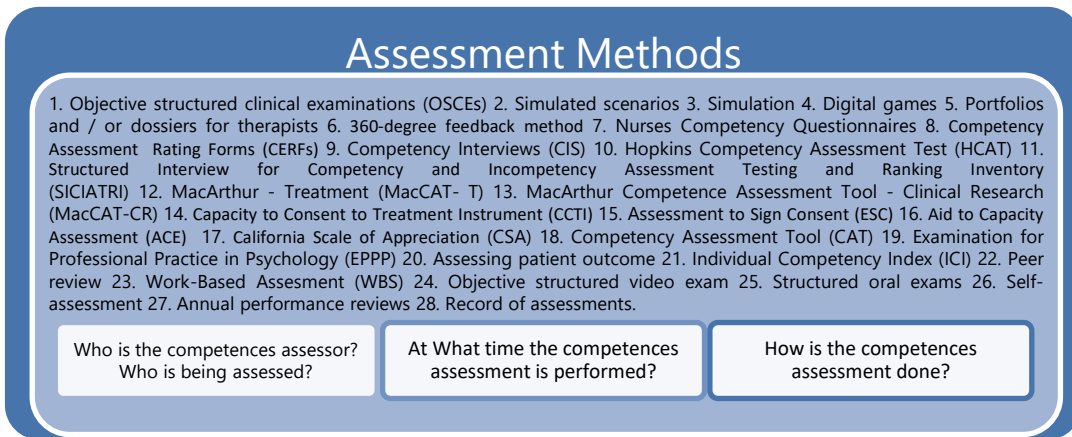 Assessment Methods
1. Objective structured clinical examinations (OSCEs) 2. Simulated scenarios 3. Simulation 4. Digital games 5. Portfolios
and / or dossiers for therapists 6. 360-degree feedback method 7. Nurses Competency Questionnaires 8. Competency
Assessment Rating Forms (CERFs) 9. Competency Interviews (CIS) 10. Hopkins Competency Assessment Test (HCAT) 11.
Structured Interview for Competency and Incompetency Assessment Testing and Ranking Inventory
(SICIATRI) 12. MacArthur - Treatment (MacCAT- T) 13. MacArthur Competence Assessment Tool - Clinical Research
(MacCAT-CR) 14. Capacity to Consent to Treatment Instrument (CCTI) 15. Assessment to Sign Consent (ESC) 16. Aid to Capacity
Assessment (ACE) 17. California Scale of Appreciation (CSA) 18. Competency Assessment Tool (CAT) 19. Examination for
Professional Practice in Psychology (EPPP) 20. Assessing patient outcome 21. Individual Competency Index (ICI) 22. Peer
review 23. Work-Based Assesment (WBS) 24. Objective structured video exam 25. Structured oral exams 26. Self-
assessment 27. Annual performance reviews 28. Record of assessments.
Who is the competences assessor?
Who is being assessed?
At What time the competences
assessment is performed?
How is the competences
assessment done?